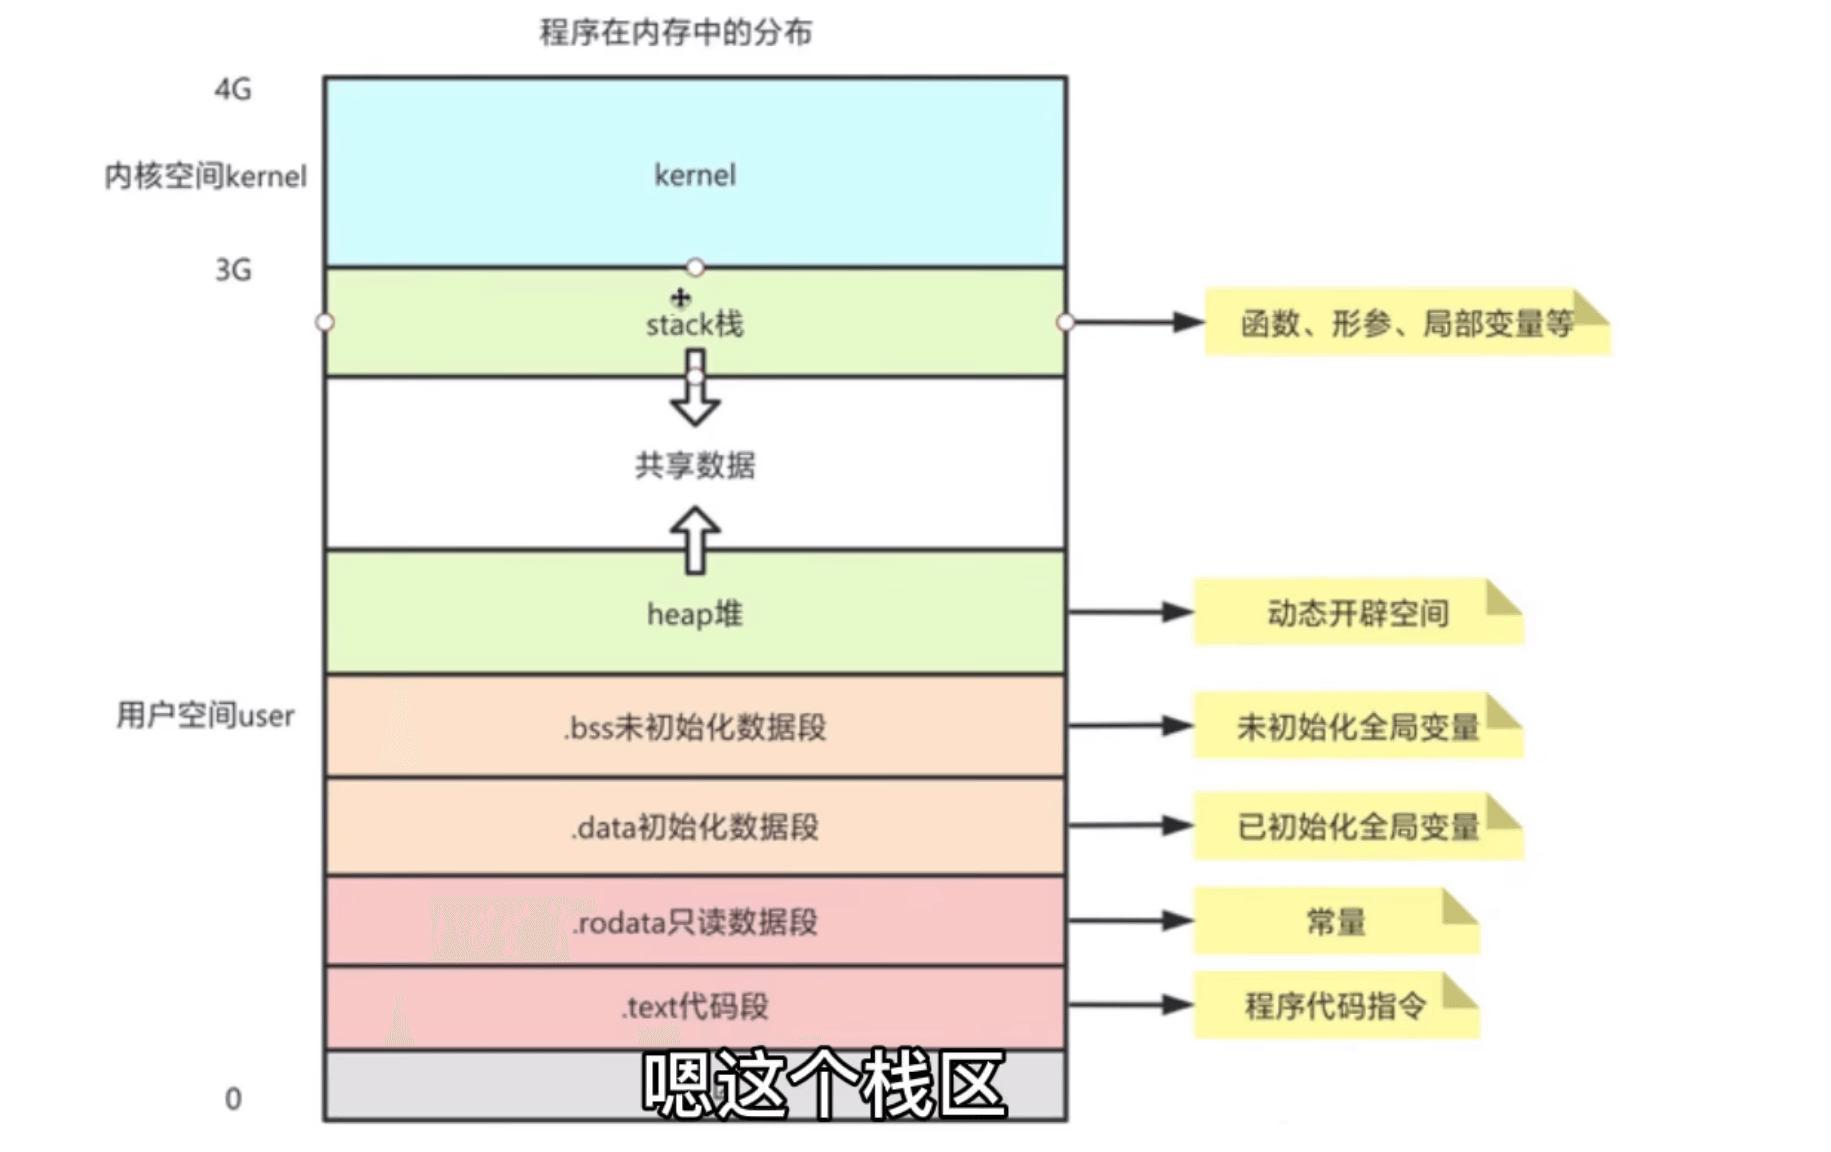 程序在内存中的分布
4G
内核空间kernel
kernel
3G
stack栈
函数、形参、局部变量等
共享数据
heap堆
动态开辟空间
用户空间user
.bss未初始化数据段
未初始化全局变量
.data初始化数据段
已初始化全局变量
.rodata只读数据段
常量
.text代码段
程序代码指令
0
嗯这个栈区